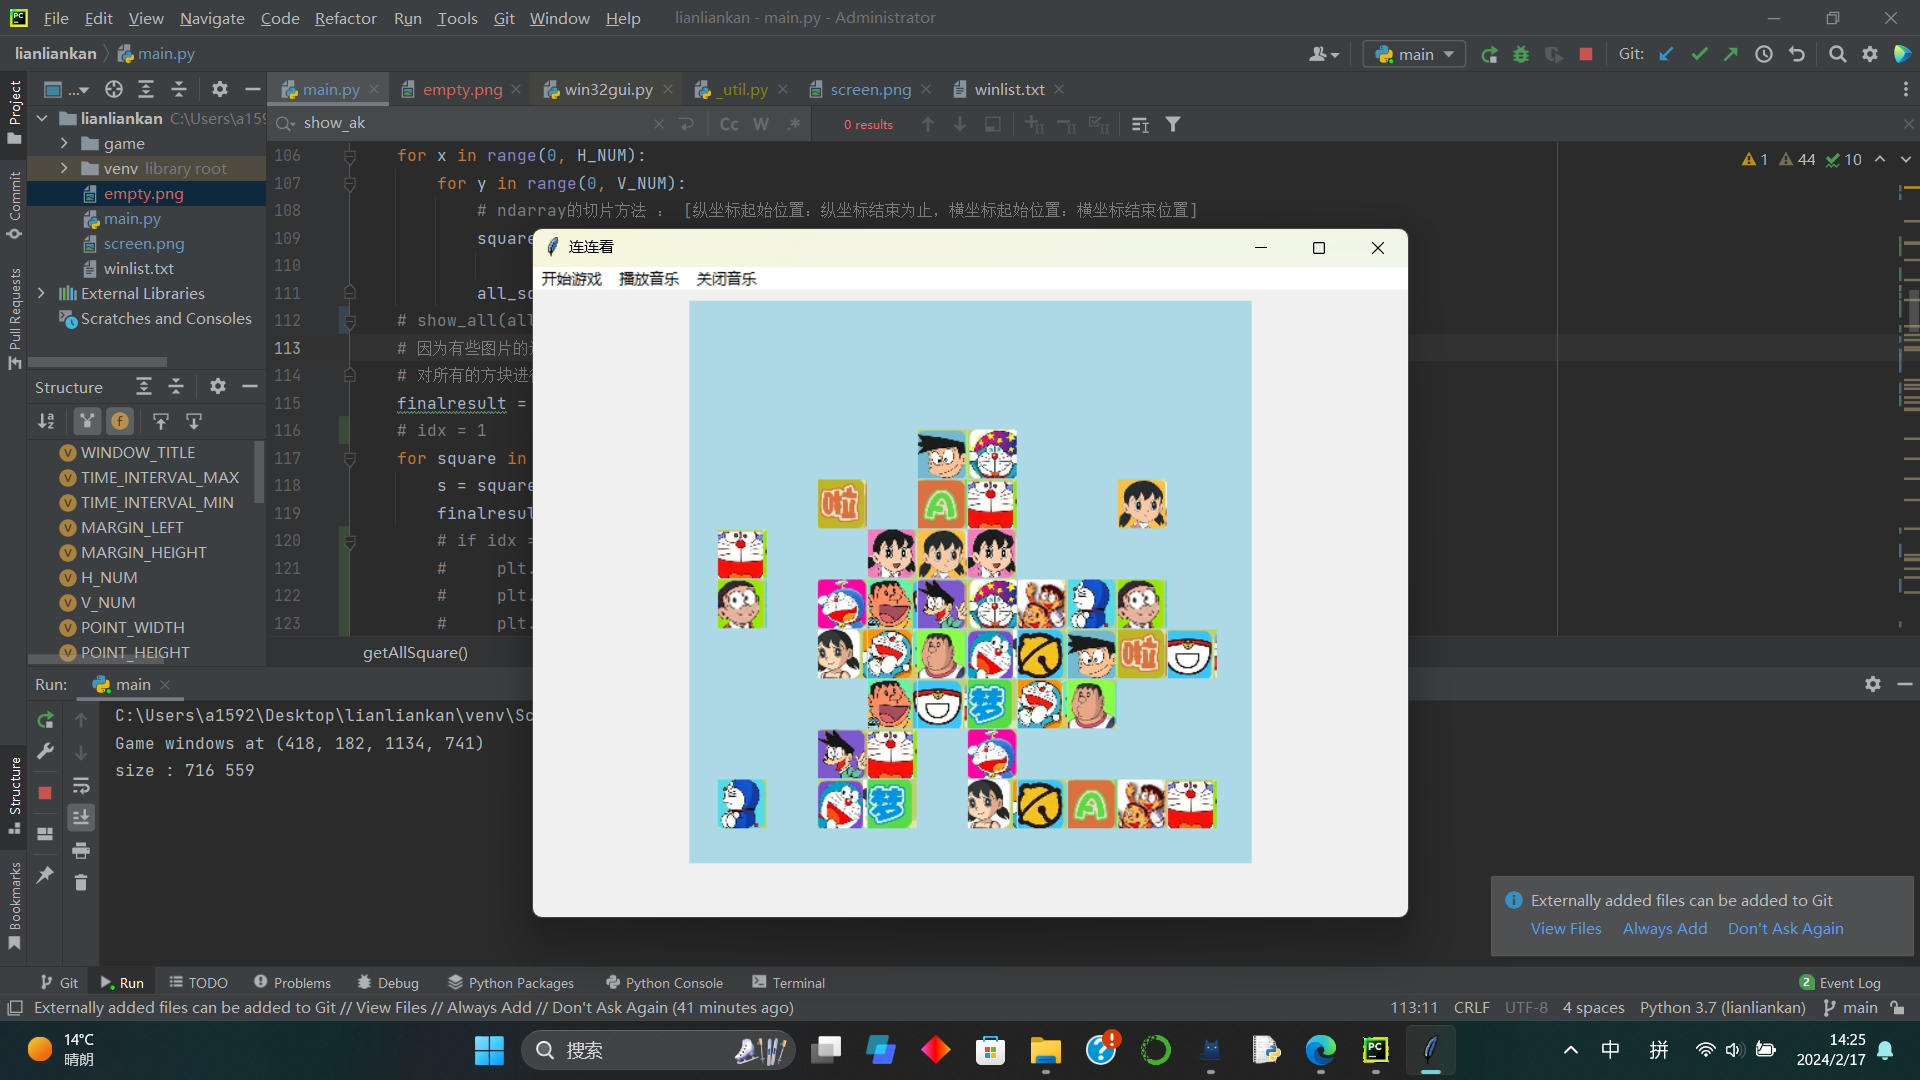 File Edit View Navigate Code Refactor Run Tools Git Window Help lianliankan - main.py - Administrator
lianliankan main.py main Git:
Project
... main.py empty.png win32gui.py _util.py screen.png winlist.txt
show_ak Cc W .* 0 results
lianliankan C:\Users\a159
game
venv library root
empty.png
main.py
screen.png
winlist.txt
External Libraries
Scratches and Consoles
Commit
Pull Requests
1 44 10
106 for x in range(0, H_NUM):
107 for y in range(0, V_NUM):
108 # ndarray的切片方法 : [纵坐标起始位置:纵坐标结束为止,横坐标起始位置:横坐标结束位置]
109 square
110
111 all_sq
112 # show_all(all
113 # 因为有些图片的
114 # 对所有的方块进行
115 finalresult =
116 # idx = 1
117 for square in
118 s = square
119 finalresul
120 # if idx =
121 # plt.
122 # plt.
123 # plt.
getAllSquare()
Structure
WINDOW_TITLE
TIME_INTERVAL_MAX
TIME_INTERVAL_MIN
MARGIN_LEFT
MARGIN_HEIGHT
H_NUM
V_NUM
POINT_WIDTH
POINT_HEIGHT
连连看
开始游戏 播放音乐 关闭音乐
啦 A
啦
梦
梦 A
Run: main
C:\Users\a1592\Desktop\lianliankan\venv\Sc
Game windows at (418, 182, 1134, 741)
size : 716 559
Structure
Bookmarks
Externally added files can be added to Git
View Files Always Add Don't Ask Again
Git Run TODO Problems Debug Python Packages Python Console Terminal 2 Event Log
Externally added files can be added to Git // View Files // Always Add // Don't Ask Again (41 minutes ago) 113:11 CRLF UTF-8 4 spaces Python 3.7 (lianliankan) main
14°C
晴朗
搜索
中 拼
14:25
2024/2/17